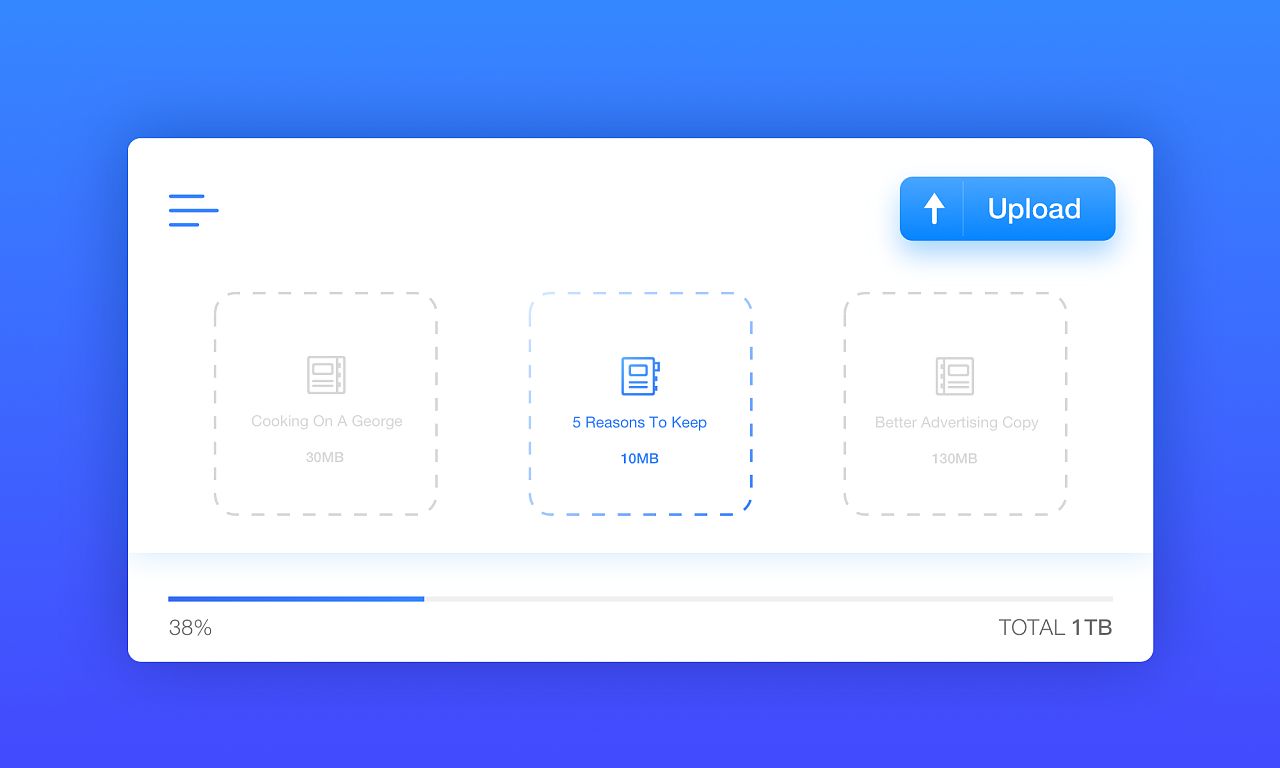 Upload
Cooking On A George
30MB
5 Reasons To Keep
10MB
Better Advertising Copy
130MB
38%
TOTAL 1TB